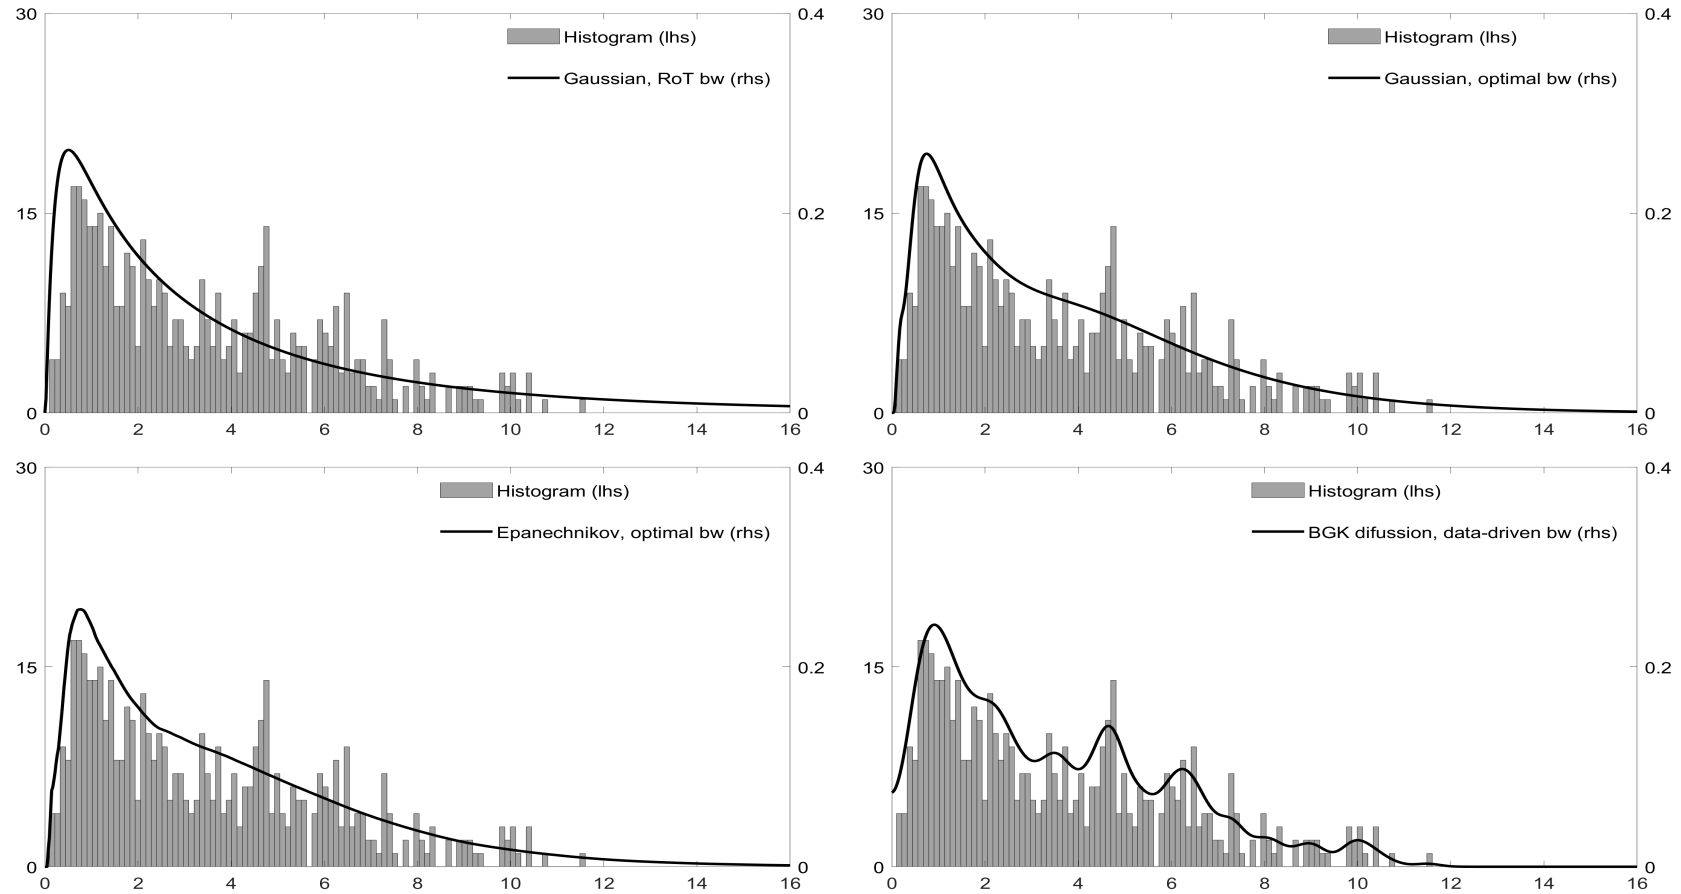 30
0.4
Histogram (lhs)
Gaussian, RoT bw (rhs)
15
0.2
0
0
0 2 4 6 8 10 12 14 16
30
0.4
Histogram (lhs)
Gaussian, optimal bw (rhs)
15
0.2
0
0
0 2 4 6 8 10 12 14 16
30
0.4
Histogram (lhs)
Epanechnikov, optimal bw (rhs)
15
0.2
0
0
0 2 4 6 8 10 12 14 16
30
0.4
Histogram (lhs)
BGK difussion, data-driven bw (rhs)
15
0.2
0
0
0 2 4 6 8 10 12 14 16